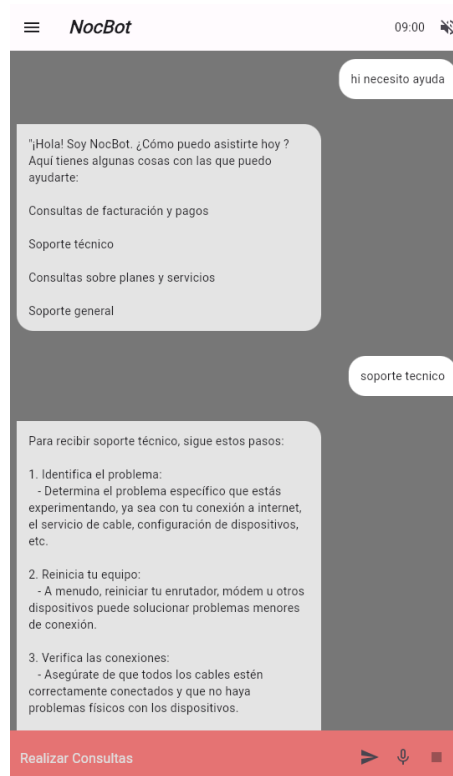 NocBot
09:00
hi necesito ayuda
"¡Hola! Soy NocBot. ¿Cómo puedo asistirte hoy ?
Aquí tienes algunas cosas con las que puedo
ayudarte:
Consultas de facturación y pagos
Soporte técnico
Consultas sobre planes y servicios
Soporte general
soporte tecnico
Para recibir soporte técnico, sigue estos pasos:
1. Identifica el problema:
- Determina el problema específico que estás
experimentando, ya sea con tu conexión a internet,
el servicio de cable, configuración de dispositivos,
etc.
2. Reinicia tu equipo:
- A menudo, reiniciar tu enrutador, módem u otros
dispositivos puede solucionar problemas menores
de conexión.
3. Verifica las conexiones:
- Asegúrate de que todos los cables estén
correctamente conectados y que no haya
problemas físicos con los dispositivos.
Realizar Consultas